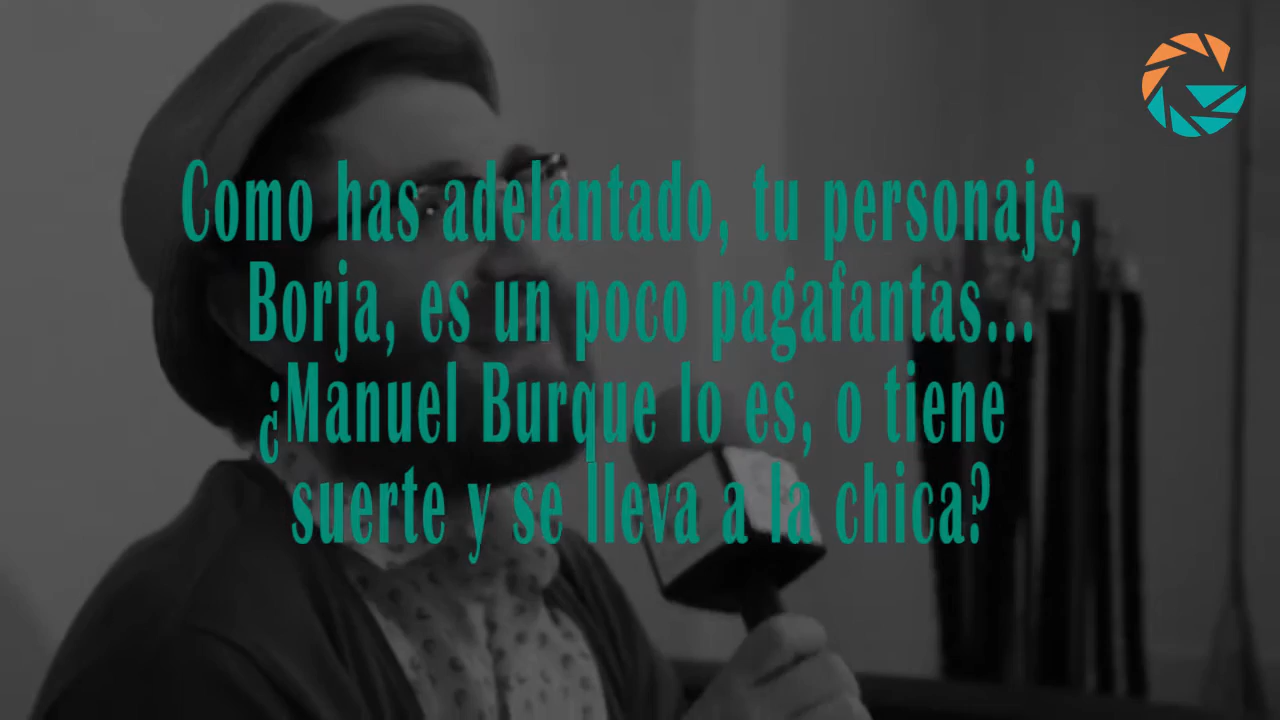 Como has adelantado, tu personaje,
Borja, es un poco pagafantas...
¿Manuel Burque lo es, o tiene
suerte y se lleva a la chica?